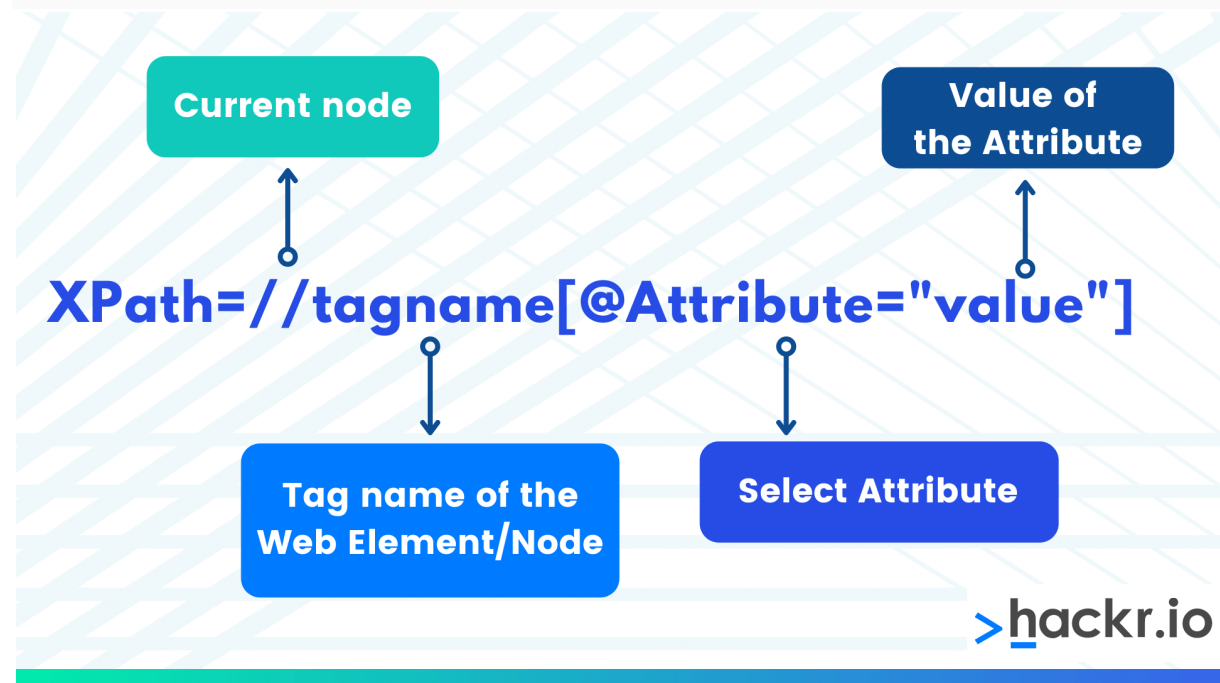 Current node
Value of
the Attribute
XPath=//tagname[@Attribute="value"]
Tag name of the
Web Element/Node
Select Attribute
>hackr.io